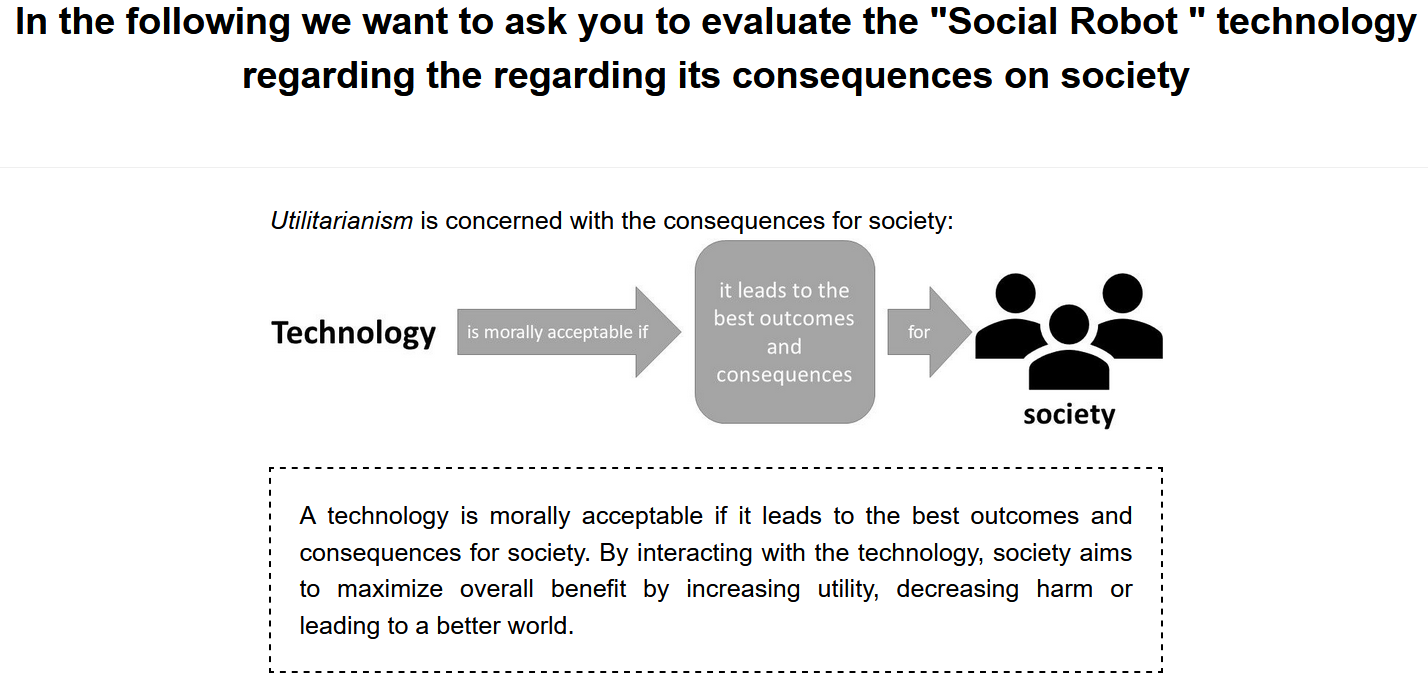 In the following we want to ask you to evaluate the "Social Robot " technology
regarding the regarding its consequences on society
Utilitarianism is concerned with the consequences for society:
Technology
is morally acceptable if
it leads to the
best outcomes
and
consequences
for
society
A technology is morally acceptable if it leads to the best outcomes and
consequences for society. By interacting with the technology, society aims
to maximize overall benefit by increasing utility, decreasing harm or
leading to a better world.